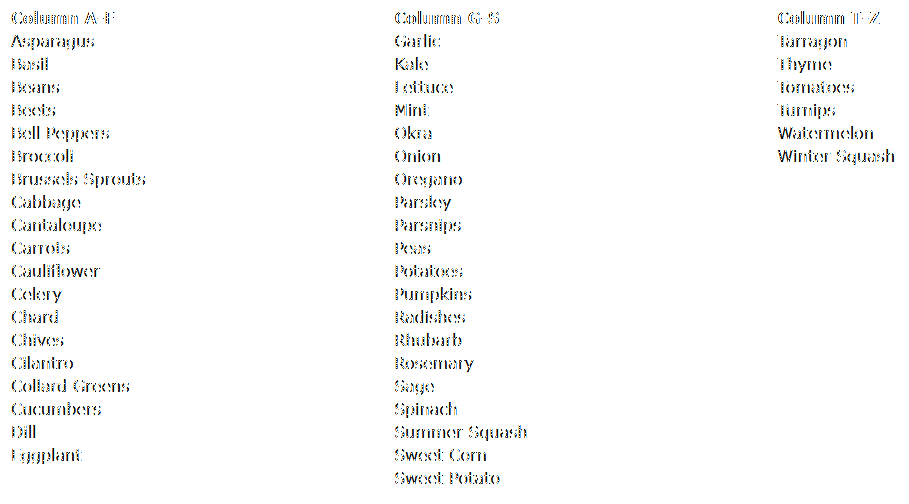 Column A-F
Asparagus
Basil
Beans
Beets
Bell Peppers
Broccoli
Brussels Sprouts
Cabbage
Cantaloupe
Carrots
Cauliflower
Celery
Chard
Chives
Cilantro
Collard Greens
Cucumbers
Dill
Eggplant
Column G-S
Garlic
Kale
Lettuce
Mint
Okra
Onion
Oregano
Parsley
Parsnips
Peas
Potatoes
Pumpkins
Radishes
Rhubarb
Rosemary
Sage
Spinach
Summer Squash
Sweet Corn
Sweet Potato
Column T-Z
Tarragon
Thyme
Tomatoes
Turnips
Watermelon
Winter Squash